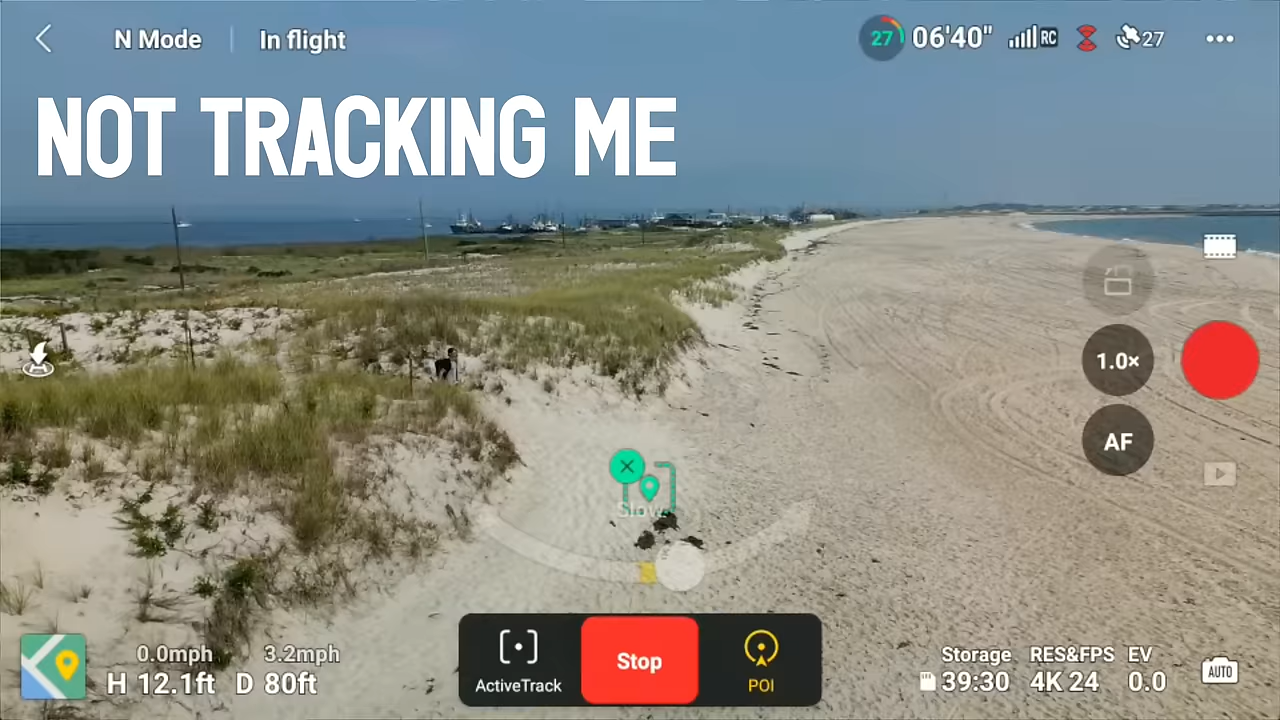 N Mode In flight 27 06'40" RC 27
NOT TRACKING ME
1.0×
AF
Slow
0.0mph 3.2mph
H 12.1ft D 80ft
ActiveTrack Stop POI
Storage RES&FPS EV
39:30 4K 24 0.0
AUTO